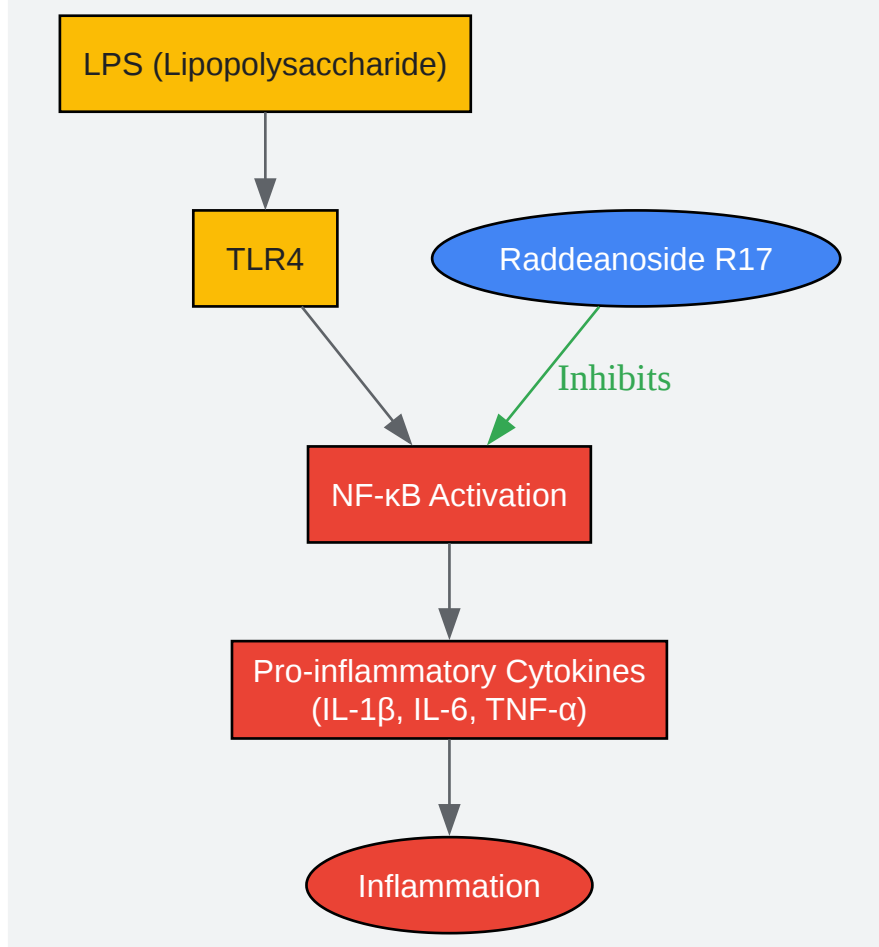 LPS (Lipopolysaccharide)
TLR4
Raddeanoside R17
Inhibits
NF-κB Activation
Pro-inflammatory Cytokines
(IL-1β, IL-6, TNF-α)
Inflammation